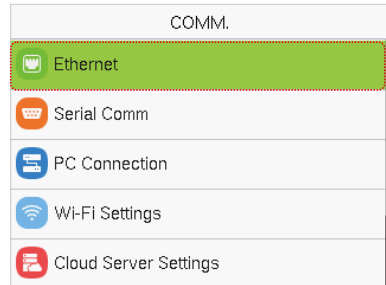 COMM.
Ethernet
Serial Comm
PC Connection
Wi-Fi Settings
Cloud Server Settings